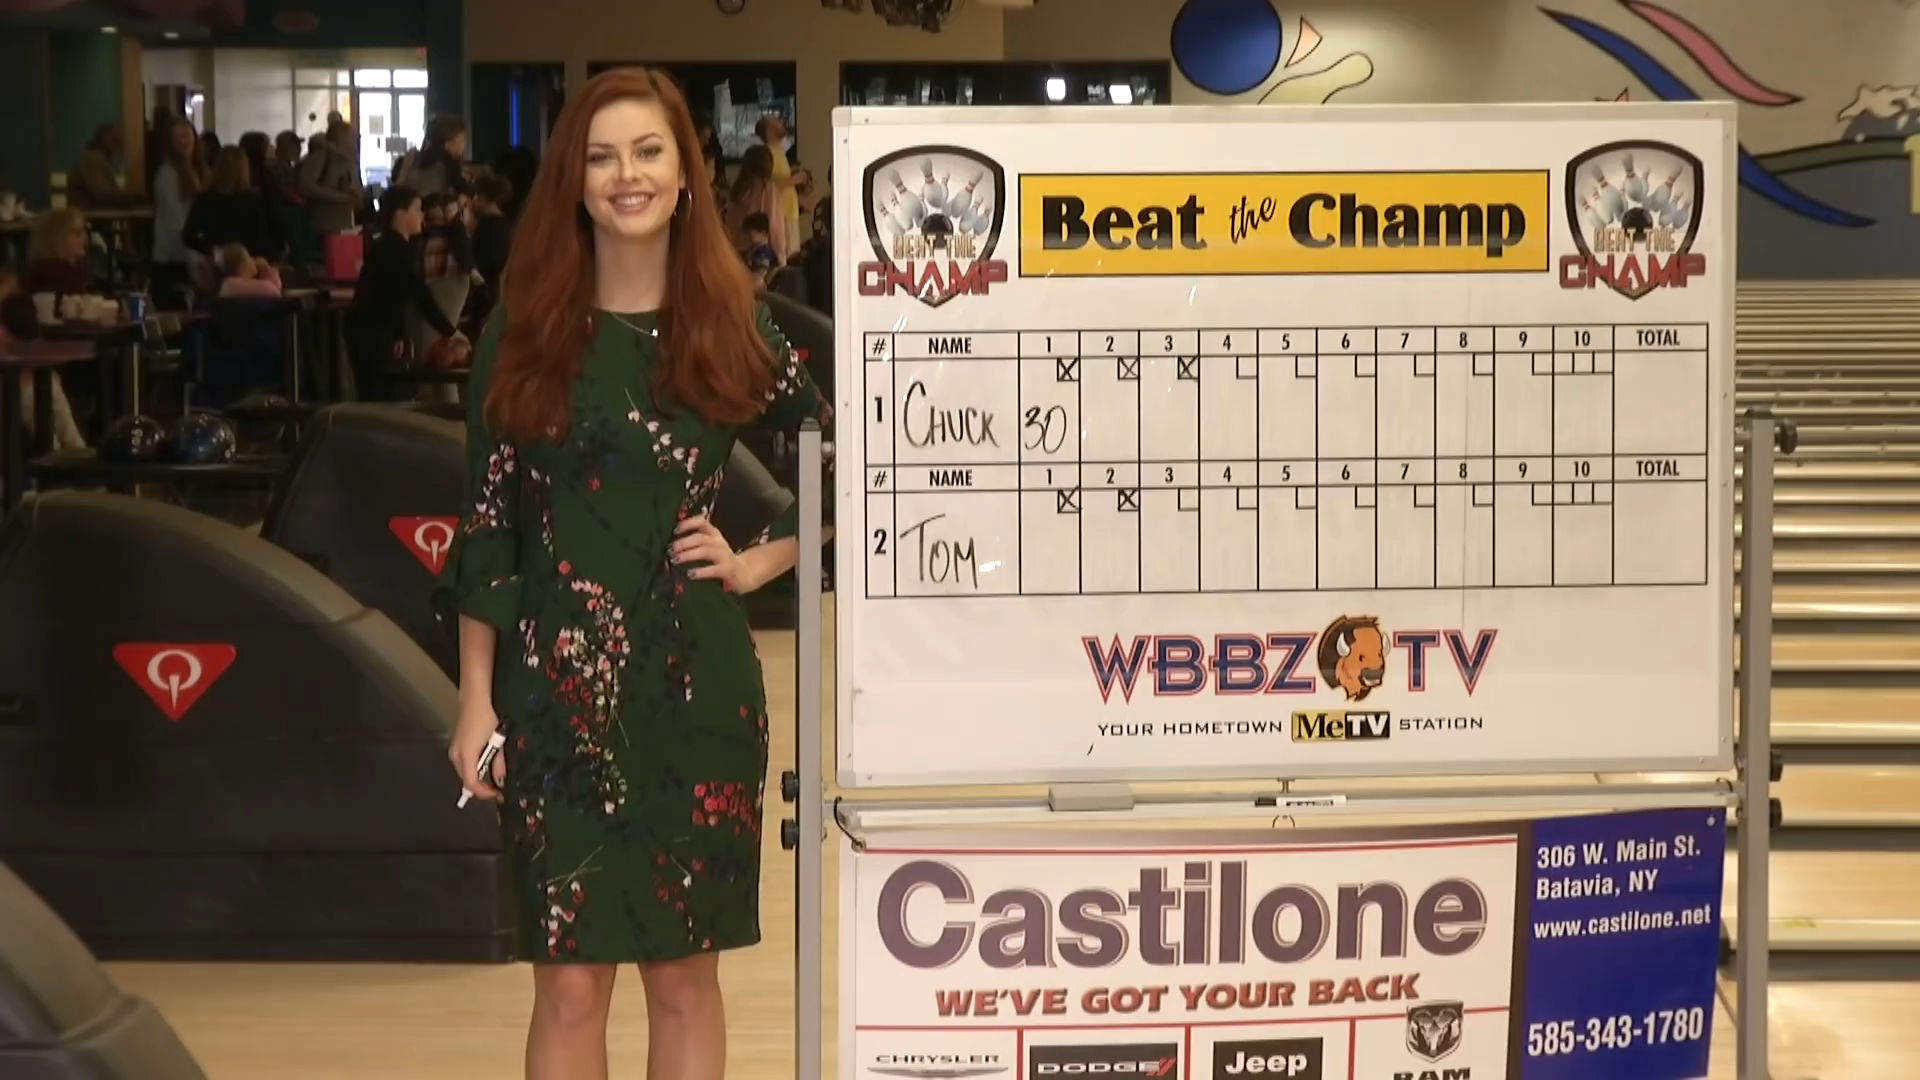 BEAT THE
CHAMP
Beat the Champ
BEAT THE
CHAMP
# NAME 1 2 3 4 5 6 7 8 9 10 TOTAL
X X X
1 CHUCK 30
# NAME 1 2 3 4 5 6 7 8 9 10 TOTAL
X X
2 TOM
WBBZ TV
YOUR HOMETOWN MeTV STATION
Castilone
WE'VE GOT YOUR BACK
CHRYSLER DODGE Jeep RAM
306 W. Main St.
Batavia, NY
www.castilone.net
585-343-1780